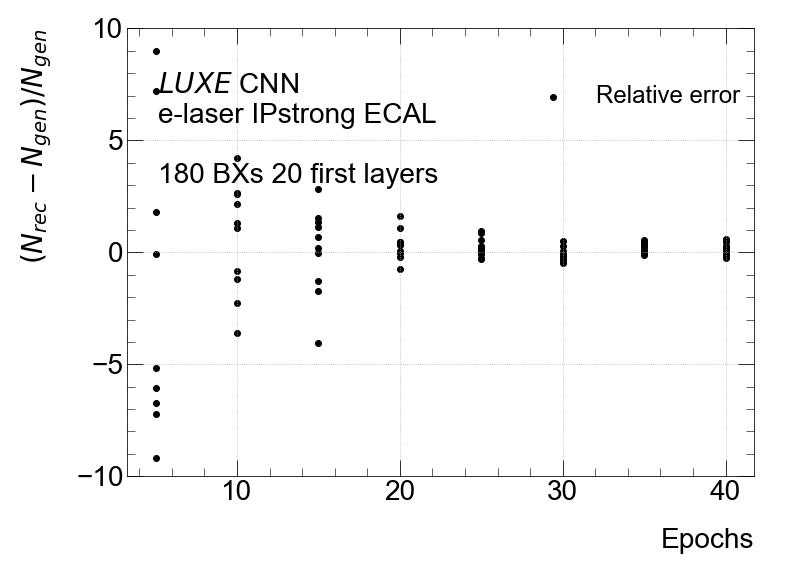 10
(N_rec − N_gen)/N_gen
LUXE CNN
e-laser IPstrong ECAL
Relative error
5
180 BXs 20 first layers
0
−5
−10
10 20 30 40
Epochs